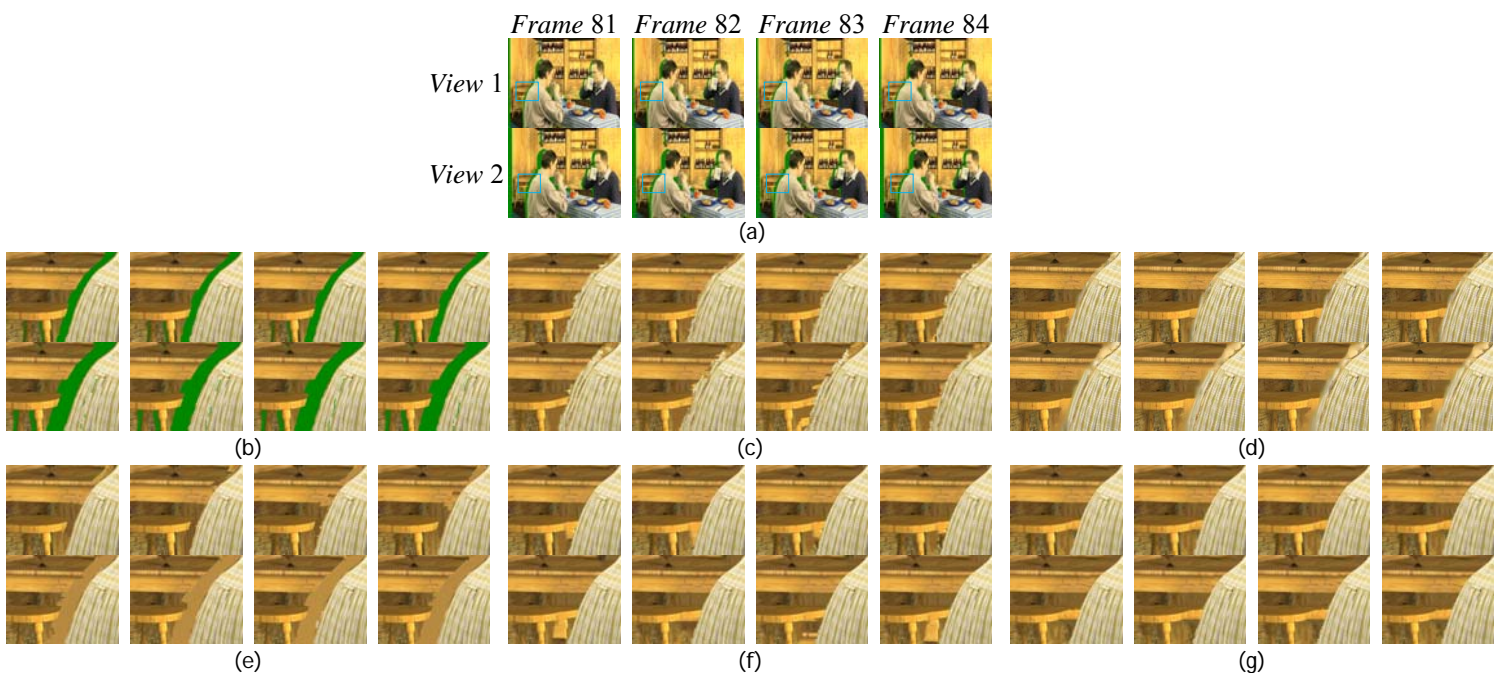 Frame 81 Frame 82 Frame 83 Frame 84
View 1
View 2
(a)
(b) (c) (d)
(e) (f) (g)